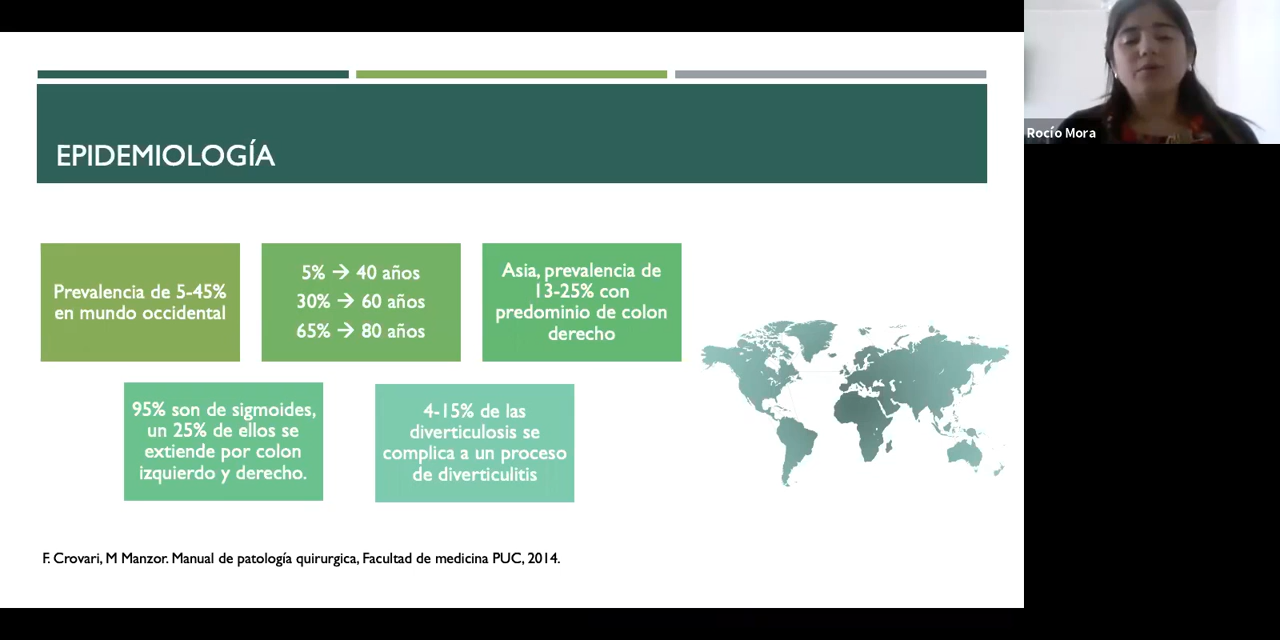 EPIDEMIOLOGÍA
Prevalencia de 5-45%
en mundo occidental
5% → 40 años
30% → 60 años
65% → 80 años
Asia, prevalencia de
13-25% con
predominio de colon
derecho
95% son de sigmoides,
un 25% de ellos se
extiende por colon
izquierdo y derecho.
4-15% de las
diverticulosis se
complica a un proceso
de diverticulitis
F. Crovari, M Manzor. Manual de patología quirurgica, Facultad de medicina PUC, 2014.
Rocío Mora